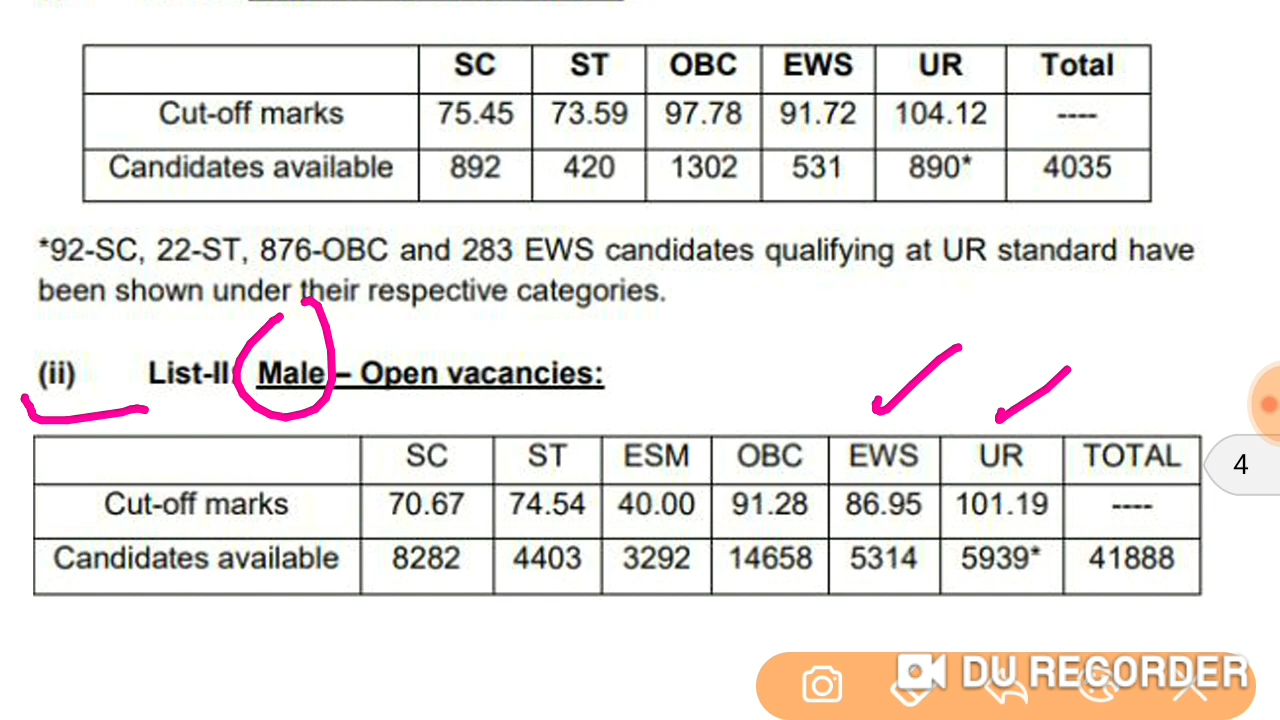 SC ST OBC EWS UR Total
Cut-off marks 75.45 73.59 97.78 91.72 104.12 ----
Candidates available 892 420 1302 531 890* 4035
*92-SC, 22-ST, 876-OBC and 283 EWS candidates qualifying at UR standard have
been shown under their respective categories.
(ii) List-II: Male – Open vacancies:
SC ST ESM OBC EWS UR TOTAL
Cut-off marks 70.67 74.54 40.00 91.28 86.95 101.19 ----
Candidates available 8282 4403 3292 14658 5314 5939* 41888
4
DU RECORDER